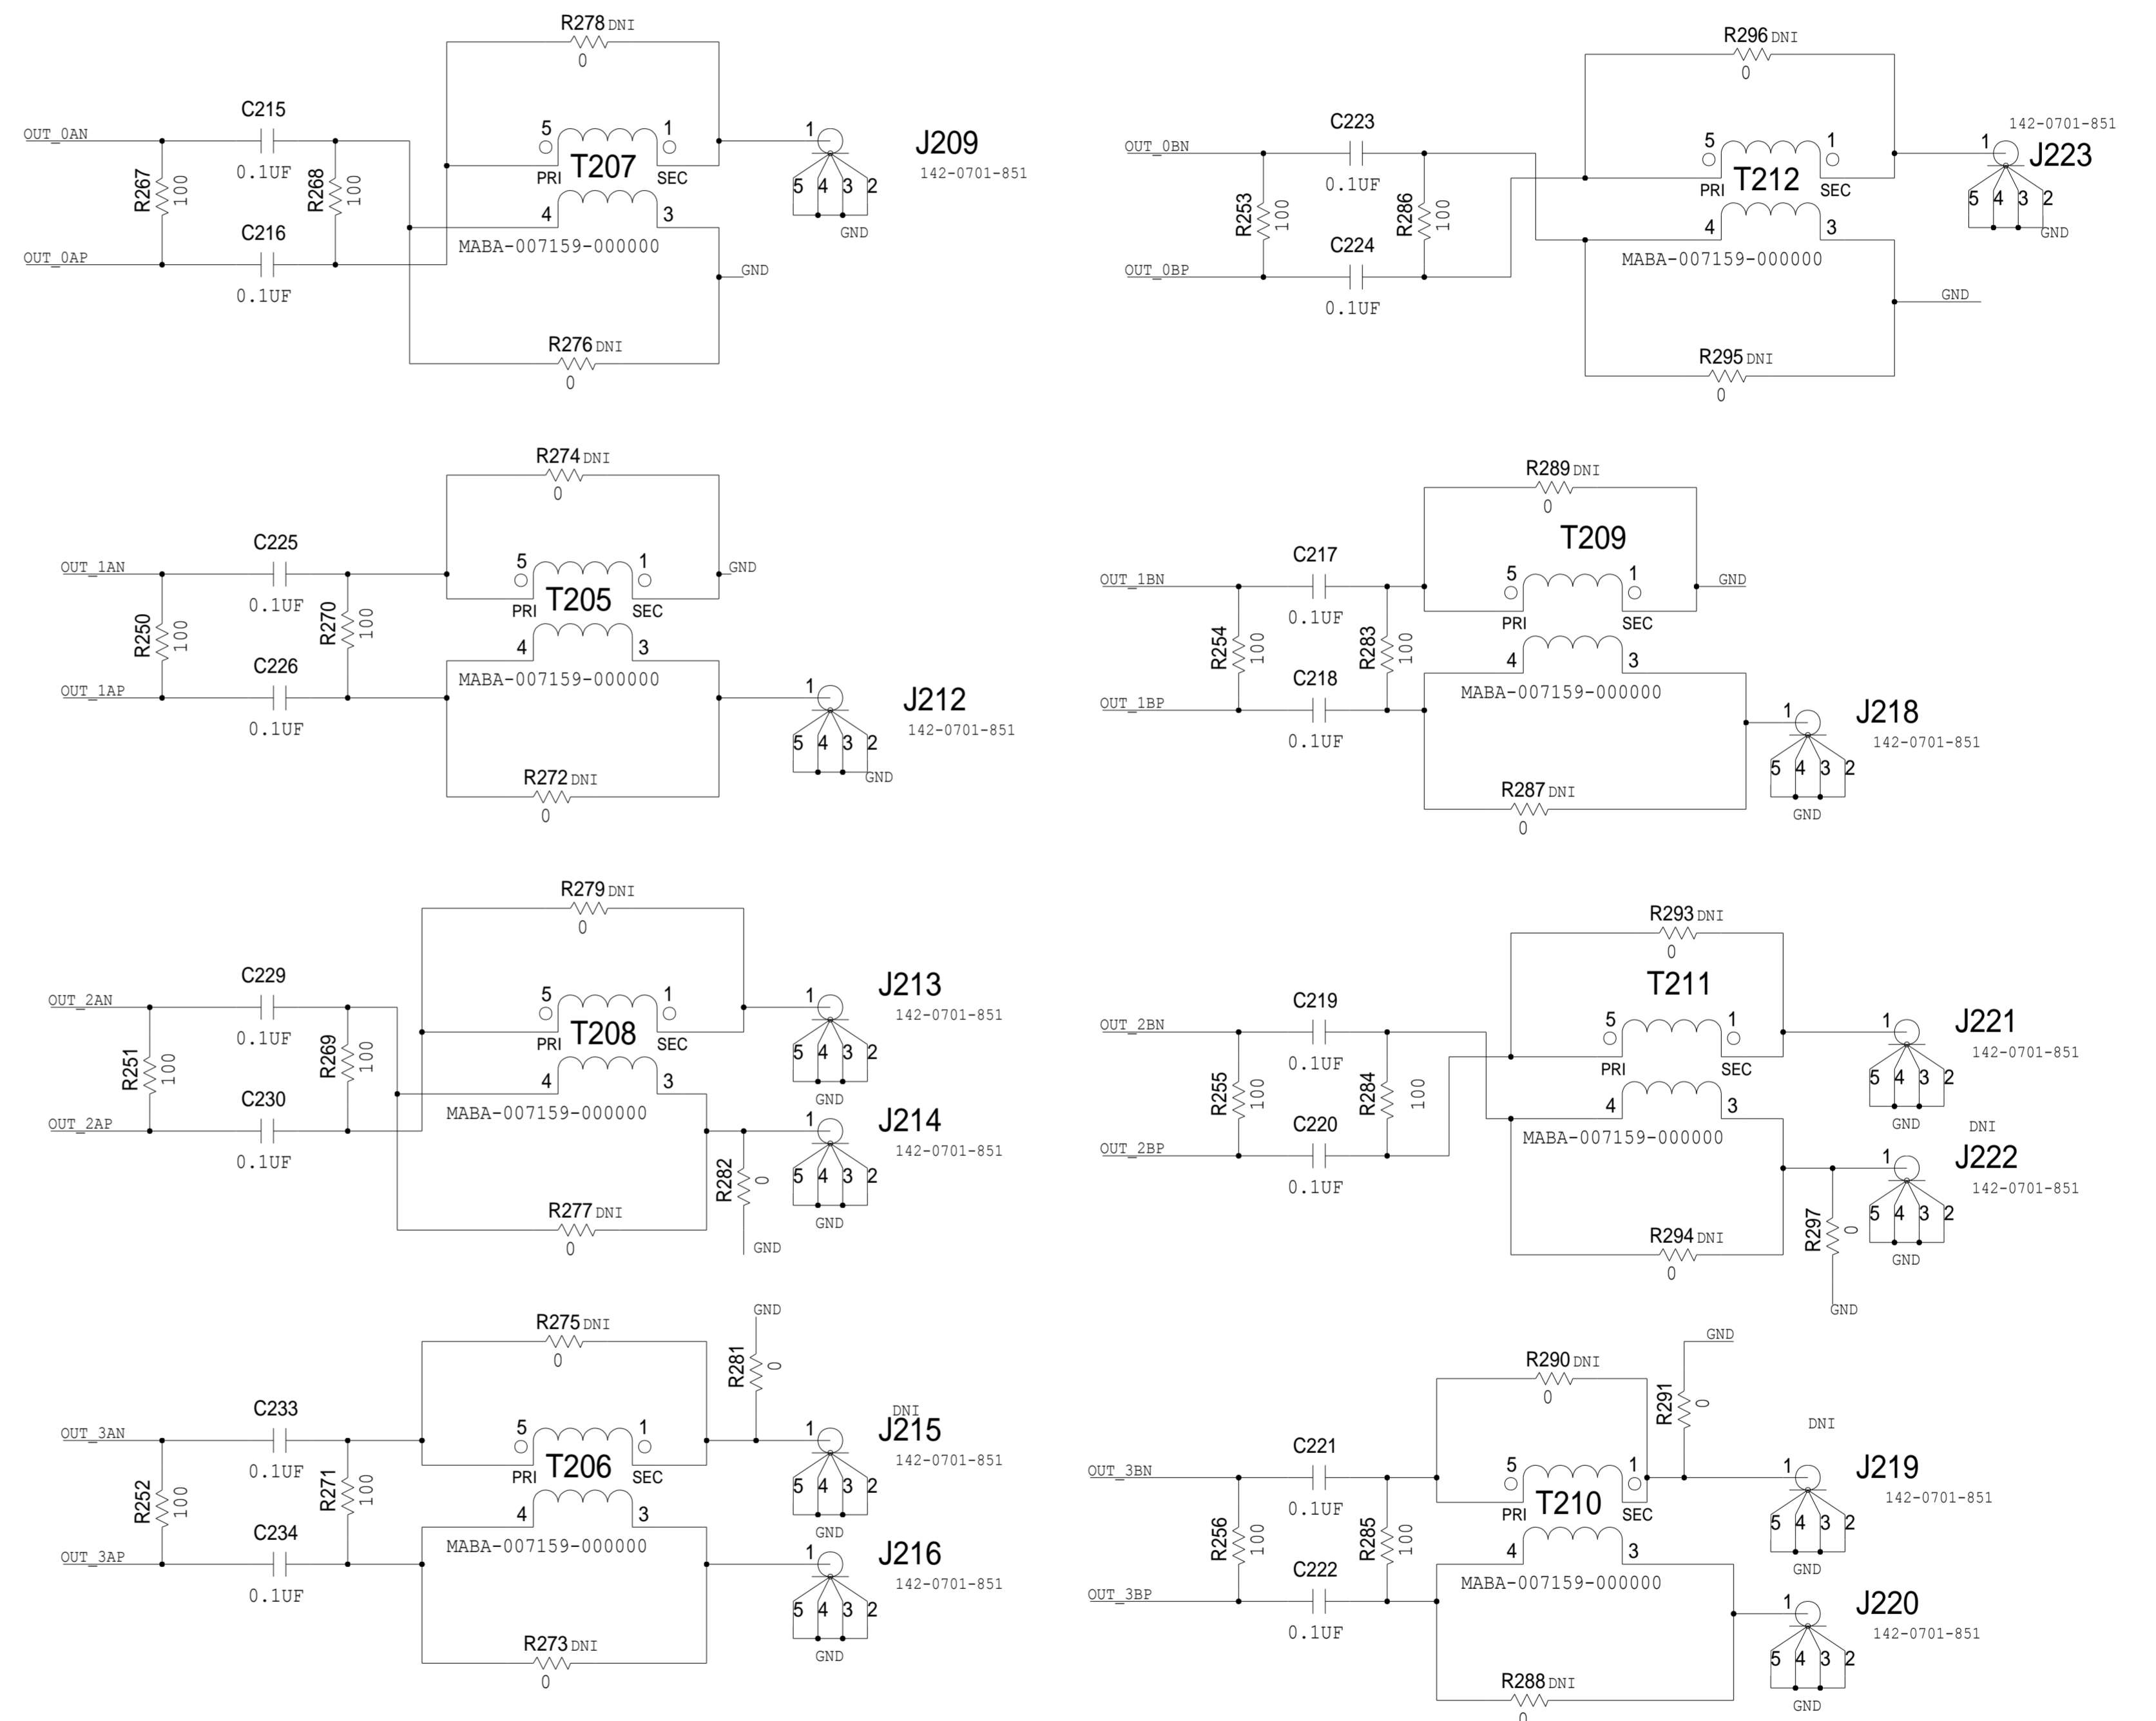 R278 DNI
0
C215
OUT_0AN
0.1UF
R267
100
R268
100
C216
OUT_0AP
0.1UF
5
1
T207
PRI
SEC
4
3
MABA-007159-000000
GND
R276 DNI
0
1
J209
142-0701-851
5 4 3 2
GND
R296 DNI
0
C223
OUT_0BN
0.1UF
R253
100
R286
100
C224
OUT_0BP
0.1UF
5
1
T212
PRI
SEC
4
3
MABA-007159-000000
GND
R295 DNI
0
142-0701-851
1
J223
5 4 3 2
GND
R274 DNI
0
C225
OUT_1AN
0.1UF
R250
100
R270
100
C226
OUT_1AP
0.1UF
5
1
GND
T205
PRI
SEC
4
3
MABA-007159-000000
R272 DNI
0
1
J212
142-0701-851
5 4 3 2
GND
R289 DNI
0
T209
C217
OUT_1BN
0.1UF
R254
100
R283
100
C218
OUT_1BP
0.1UF
5
1
GND
PRI
SEC
4
3
MABA-007159-000000
R287 DNI
0
1
J218
142-0701-851
5 4 3 2
GND
R279 DNI
0
C229
OUT_2AN
0.1UF
R251
100
R269
100
C230
OUT_2AP
0.1UF
5
1
T208
PRI
SEC
4
3
MABA-007159-000000
R277 DNI
0
1
J213
142-0701-851
5 4 3 2
GND
1
J214
142-0701-851
5 4 3 2
GND
R282
0
GND
R293 DNI
0
T211
C219
OUT_2BN
0.1UF
R255
100
R284
100
C220
OUT_2BP
0.1UF
5
1
PRI
SEC
4
3
MABA-007159-000000
R294 DNI
0
1
J221
142-0701-851
5 4 3 2
GND
DNI
1
J222
142-0701-851
5 4 3 2
GND
R297
0
GND
R275 DNI
0
GND
R281
0
C233
OUT_3AN
0.1UF
R252
100
R271
100
C234
OUT_3AP
0.1UF
5
1
T206
PRI
SEC
4
3
MABA-007159-000000
R273 DNI
0
DNI
1
J215
142-0701-851
5 4 3 2
GND
1
J216
142-0701-851
5 4 3 2
GND
R290 DNI
0
GND
R291
0
C221
OUT_3BN
0.1UF
R256
100
R285
100
C222
OUT_3BP
0.1UF
5
1
T210
PRI
SEC
4
3
MABA-007159-000000
R288 DNI
0
DNI
1
J219
142-0701-851
5 4 3 2
GND
1
J220
142-0701-851
5 4 3 2
GND